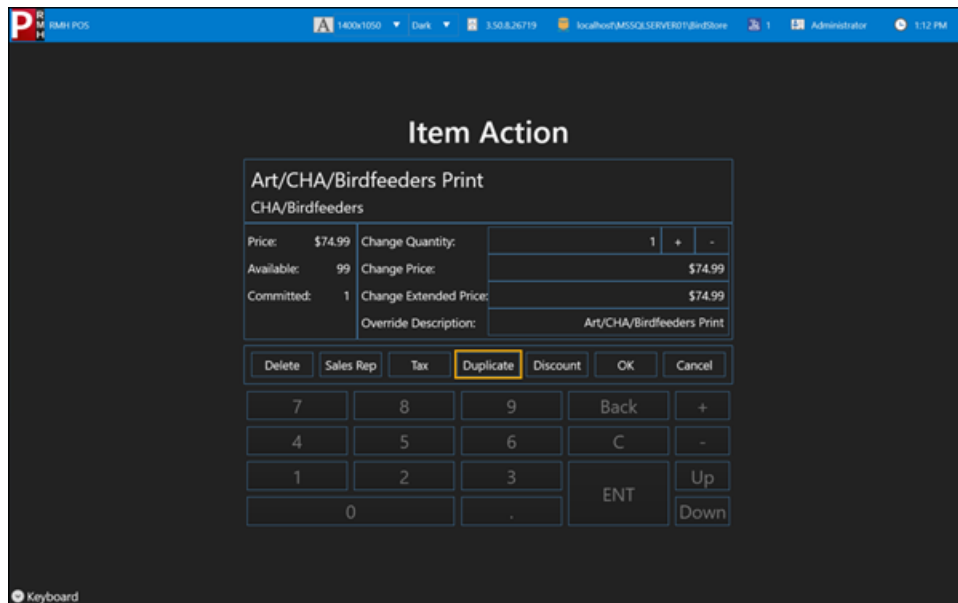 P RMH RMH POS A 1400x1050 Dark 3.50.8.26719 localhost\MSSQLSERVER01\BirdStore 1 Administrator 1:12 PM
Item Action
Art/CHA/Birdfeeders Print
CHA/Birdfeeders
Price: $74.99 Change Quantity: 1 + -
Available: 99 Change Price: $74.99
Committed: 1 Change Extended Price: $74.99
Override Description: Art/CHA/Birdfeeders Print
Delete Sales Rep Tax Duplicate Discount OK Cancel
7 8 9 Back +
4 5 6 C -
1 2 3 ENT Up
0 . Down
Keyboard